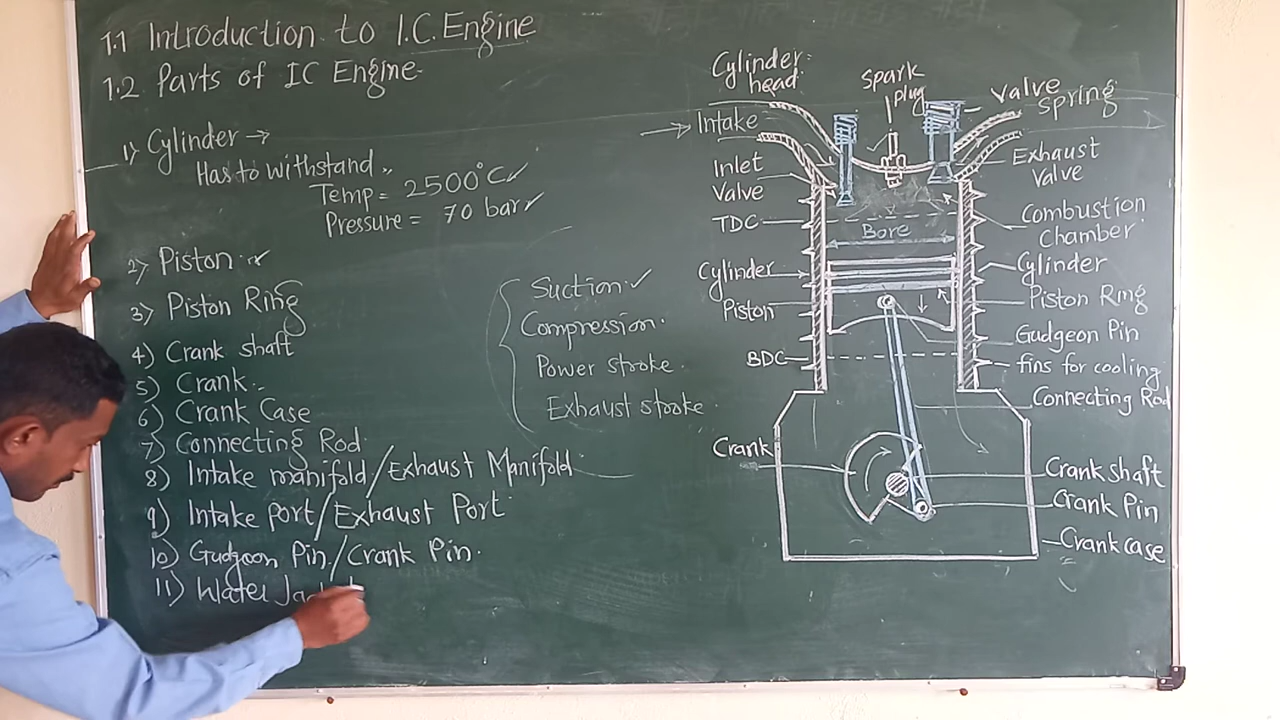 1.1 Introduction to I.C. Engine
1.2 Parts of IC Engine
1) Cylinder →
Has to withstand
Temp = 2500°C ✓
Pressure = 70 bar ✓
2) Piston
3) Piston Ring
4) Crank shaft
5) Crank
6) Crank Case
7) Connecting Rod
8) Intake manifold/Exhaust Manifold
9) Intake port/Exhaust Port
10) Gudgeon Pin/Crank Pin
11) Water
Suction ✓
Compression
Power stroke
Exhaust stroke
Cylinder
head
Spark
plug
Valve
Spring
Intake
Inlet
Valve
TDC
Bore
Cylinder
Piston
BDC
Crank
Exhaust
Valve
Combustion
Chamber
Cylinder
Piston Ring
Gudgeon Pin
fins for cooling
Connecting Rod
Crank shaft
Crank Pin
Crank case